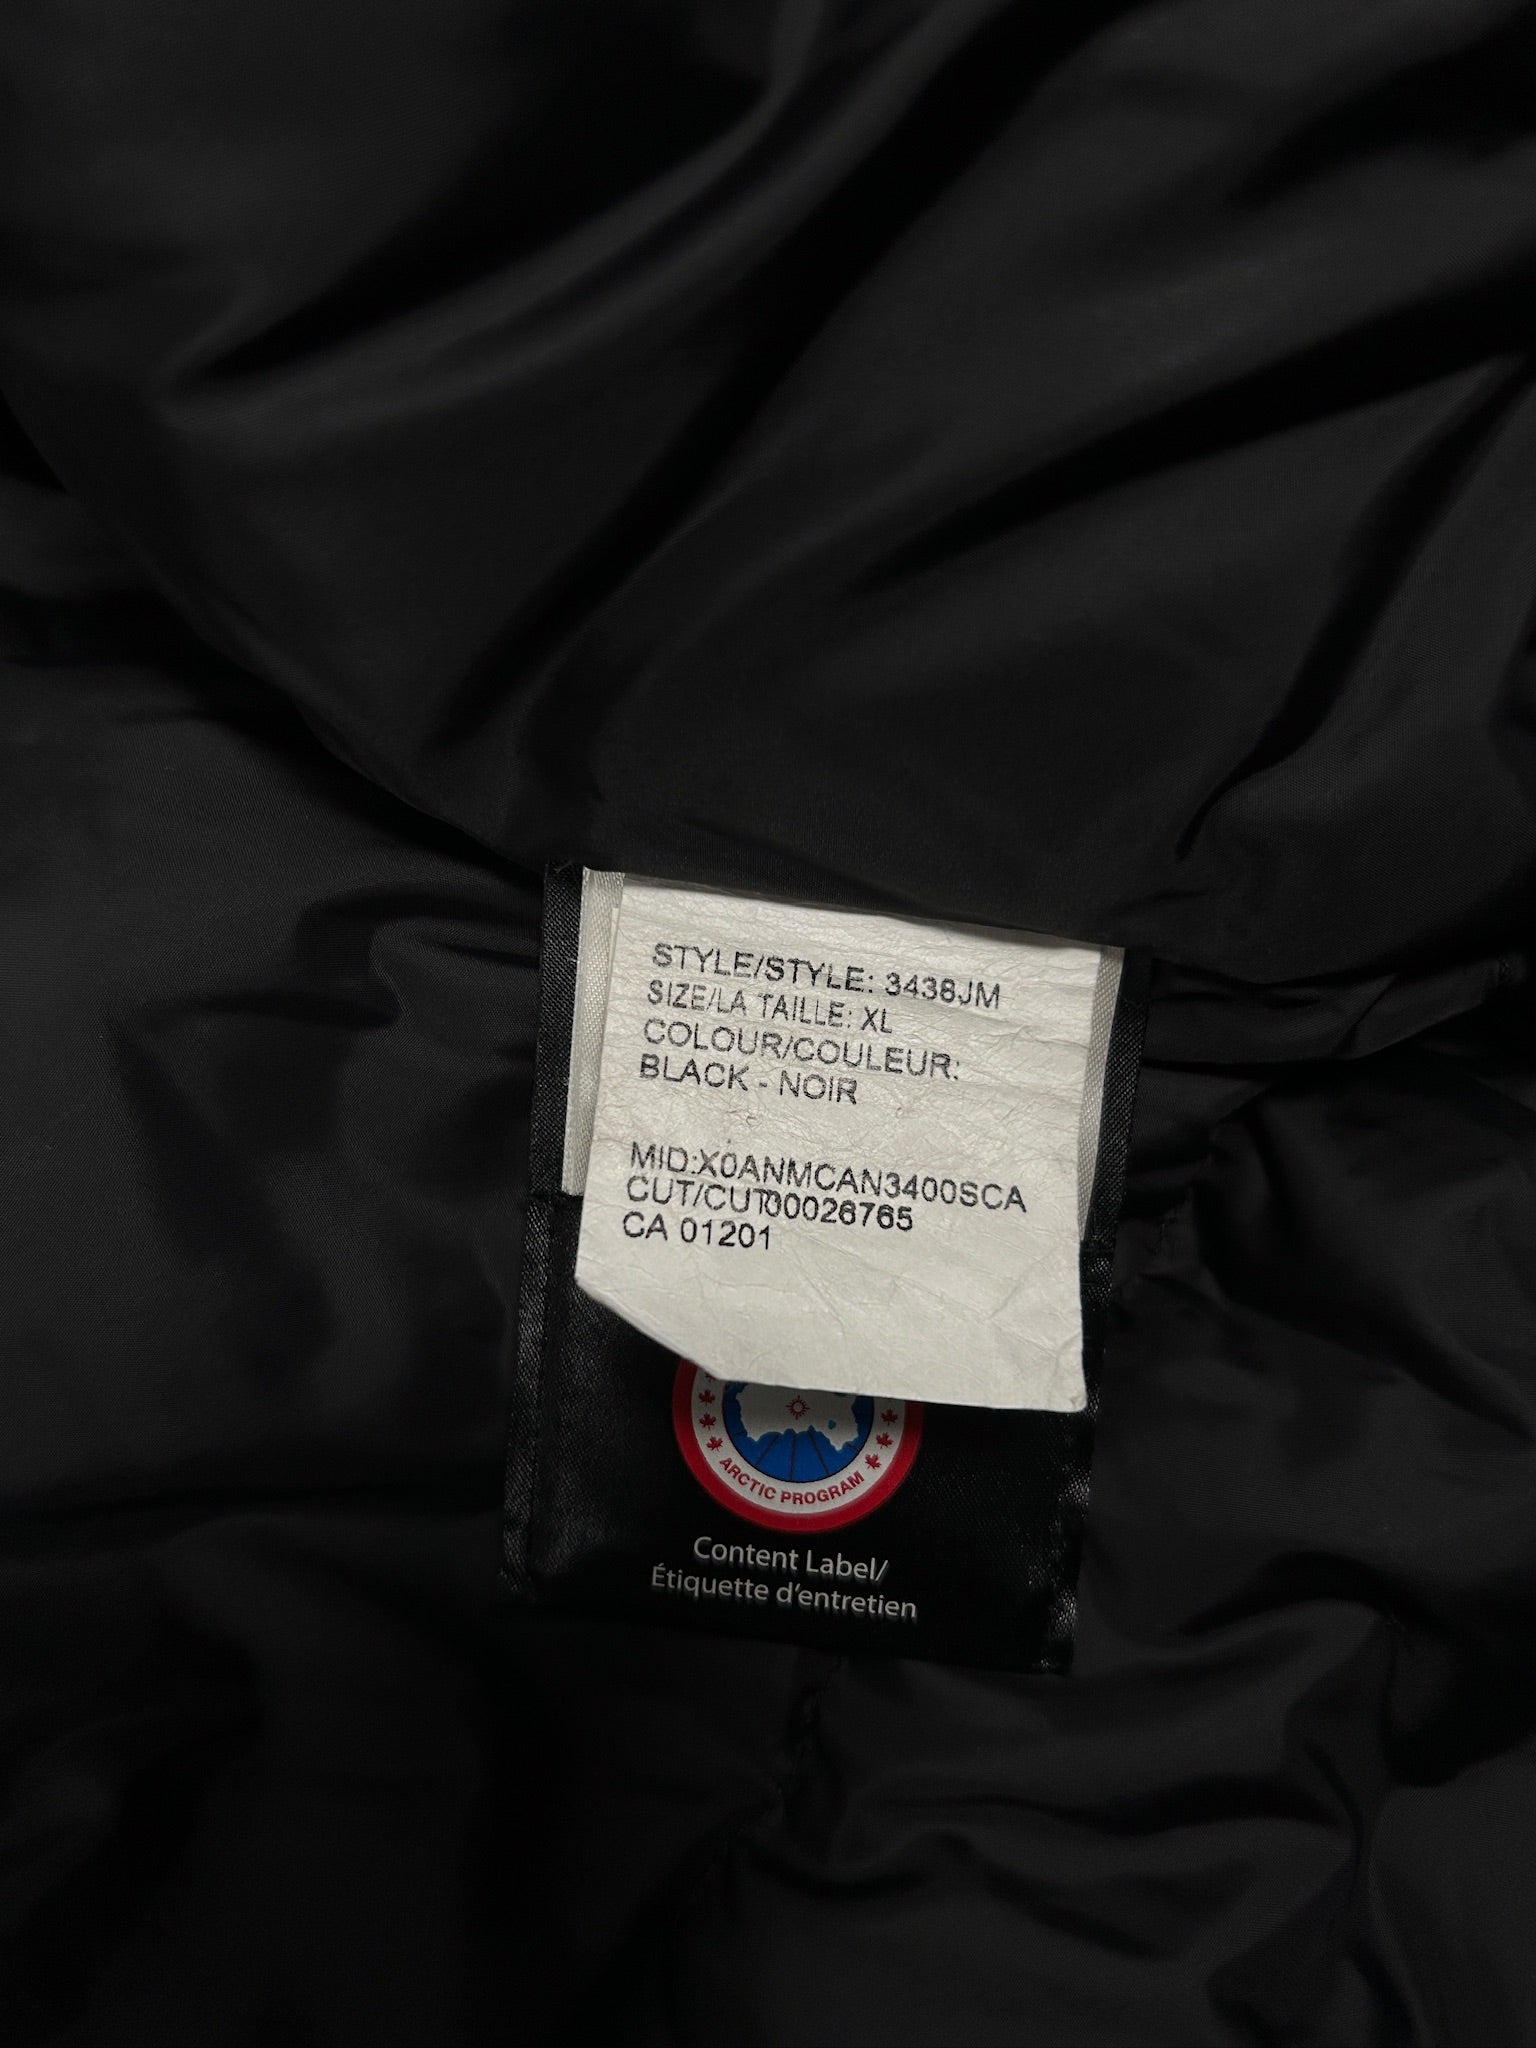 STYLE/STYLE: 3438JM
SIZE/LA TAILLE: XL
COLOUR/COULEUR:
BLACK - NOIR
MID:X0ANMCAN3400SCA
CUT/CUT00026765
CA 01201
ARCTIC PROGRAM
Content Label/
Étiquette d'entretien